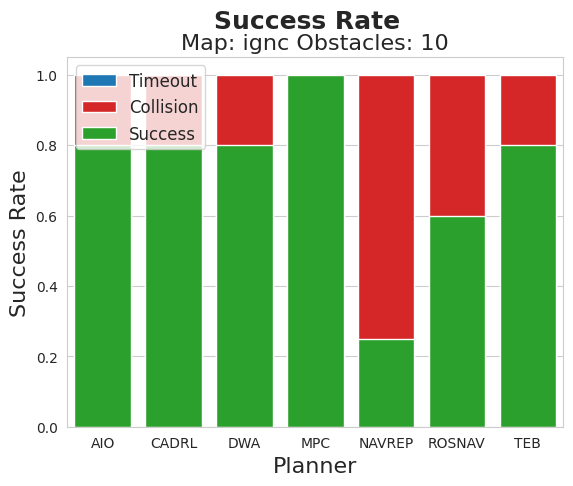 Success Rate
Map: ignc Obstacles: 10
Timeout
Collision
Success
1.0
0.8
0.6
0.4
0.2
0.0
Success Rate
AIO CADRL DWA MPC NAVREP ROSNAV TEB
Planner